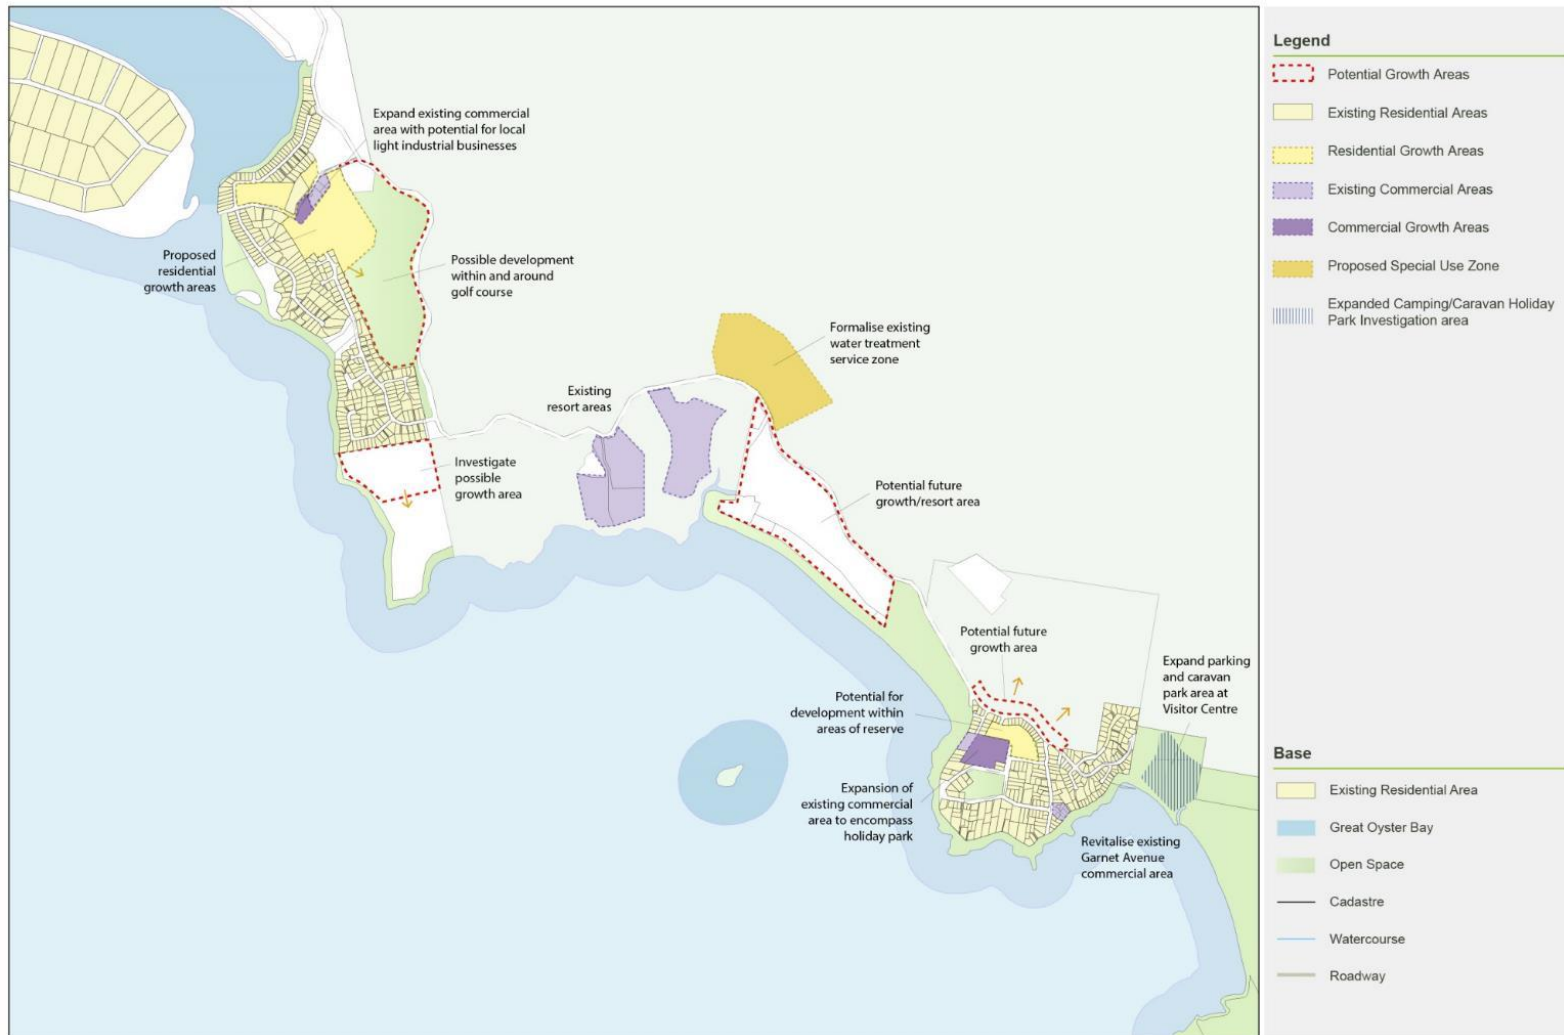 Expand existing commercial
area with potential for local
light industrial businesses
Proposed
residential
growth areas
Possible development
within and around
golf course
Formalise existing
water treatment
service zone
Existing
resort areas
Investigate
possible
growth area
Potential future
growth/resort area
Potential future
growth area
Expand parking
and caravan
park area at
Visitor Centre
Potential for
development within
areas of reserve
Expansion of
existing commercial
area to encompass
holiday park
Revitalise existing
Garnet Avenue
commercial area
Legend
Potential Growth Areas
Existing Residential Areas
Residential Growth Areas
Existing Commercial Areas
Commercial Growth Areas
Proposed Special Use Zone
Expanded Camping/Caravan Holiday
Park Investigation area
Base
Existing Residential Area
Great Oyster Bay
Open Space
Cadastre
Watercourse
Roadway